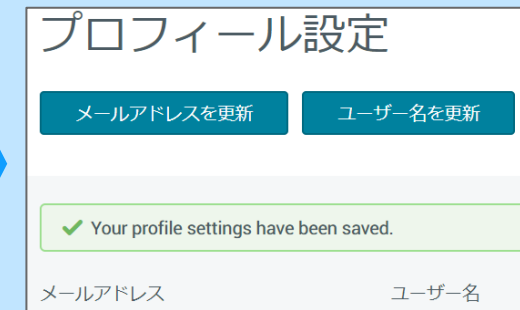 プロフィール設定
メールアドレスを更新 ユーザー名を更新
Your profile settings have been saved.
メールアドレス ユーザー名